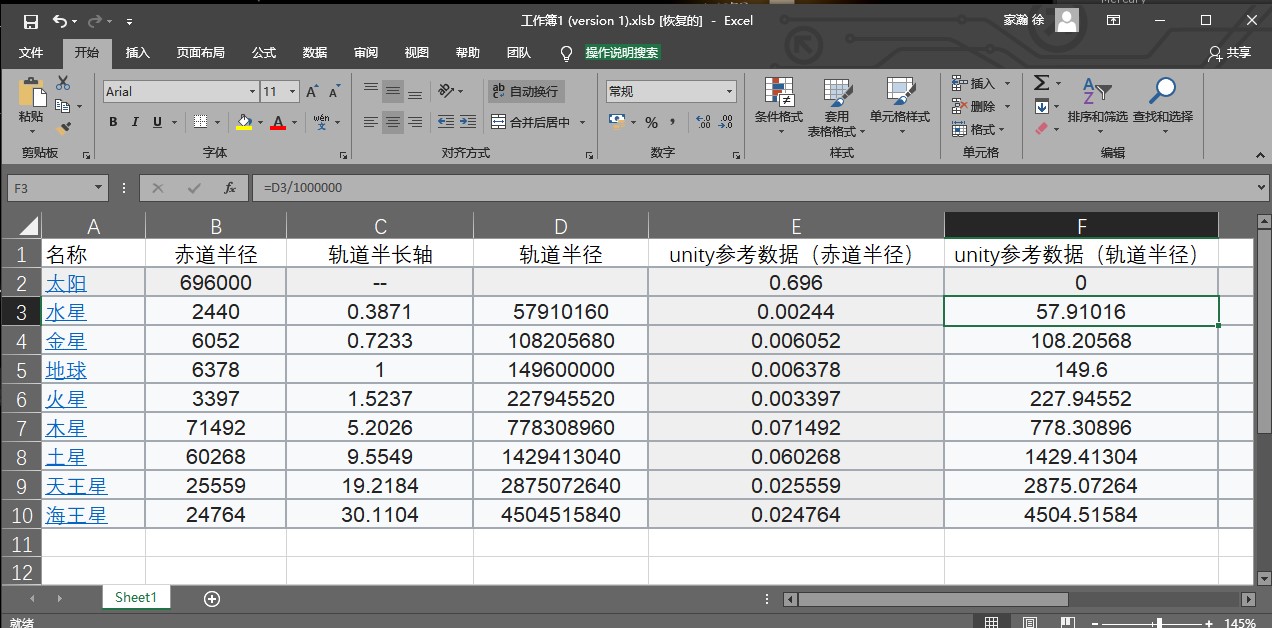 Mercury
工作簿1 (version 1).xlsb [恢复的] - Excel
家瀚 徐
文件 开始 插入 页面布局 公式 数据 审阅 视图 帮助 团队 操作说明搜索 共享
粘贴
剪贴板
Arial 11
B I U wén
字体
ab 自动换行
合并后居中
对齐方式
常规
% , .00 .0
数字
条件格式 套用 单元格样式
表格格式
样式
插入
删除
格式
单元格
排序和筛选 查找和选择
编辑
F3 fx =D3/1000000
A B C D E F
1 名称 赤道半径 轨道半长轴 轨道半径 unity参考数据（赤道半径） unity参考数据（轨道半径）
2 太阳 696000 -- 0.696 0
3 水星 2440 0.3871 57910160 0.00244 57.91016
4 金星 6052 0.7233 108205680 0.006052 108.20568
5 地球 6378 1 149600000 0.006378 149.6
6 火星 3397 1.5237 227945520 0.003397 227.94552
7 木星 71492 5.2026 778308960 0.071492 778.30896
8 土星 60268 9.5549 1429413040 0.060268 1429.41304
9 天王星 25559 19.2184 2875072640 0.025559 2875.07264
10 海王星 24764 30.1104 4504515840 0.024764 4504.51584
11
12
Sheet1
就绪 145%